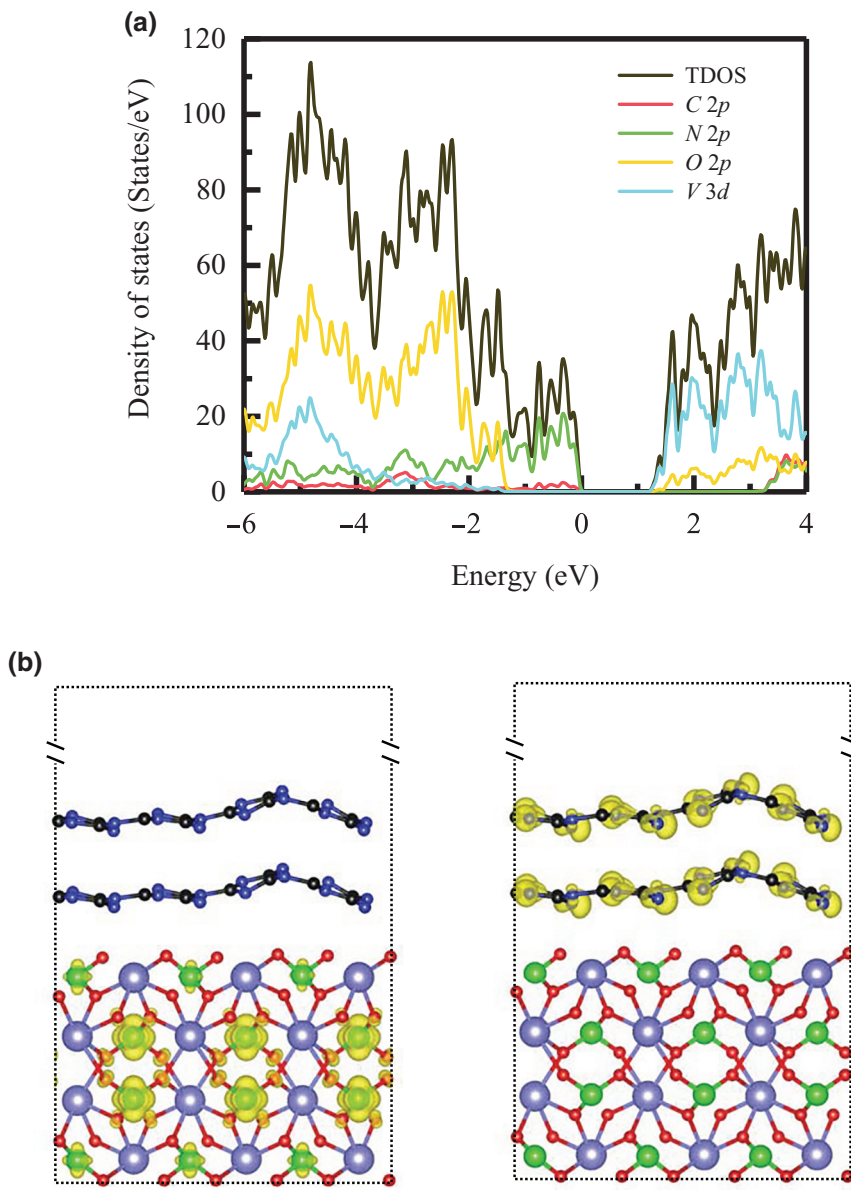 (a)
120
100
80
60
40
20
0
Density of states (States/eV)
TDOS
C 2p
N 2p
O 2p
V 3d
−6
−4
−2
0
2
4
Energy (eV)
(b)